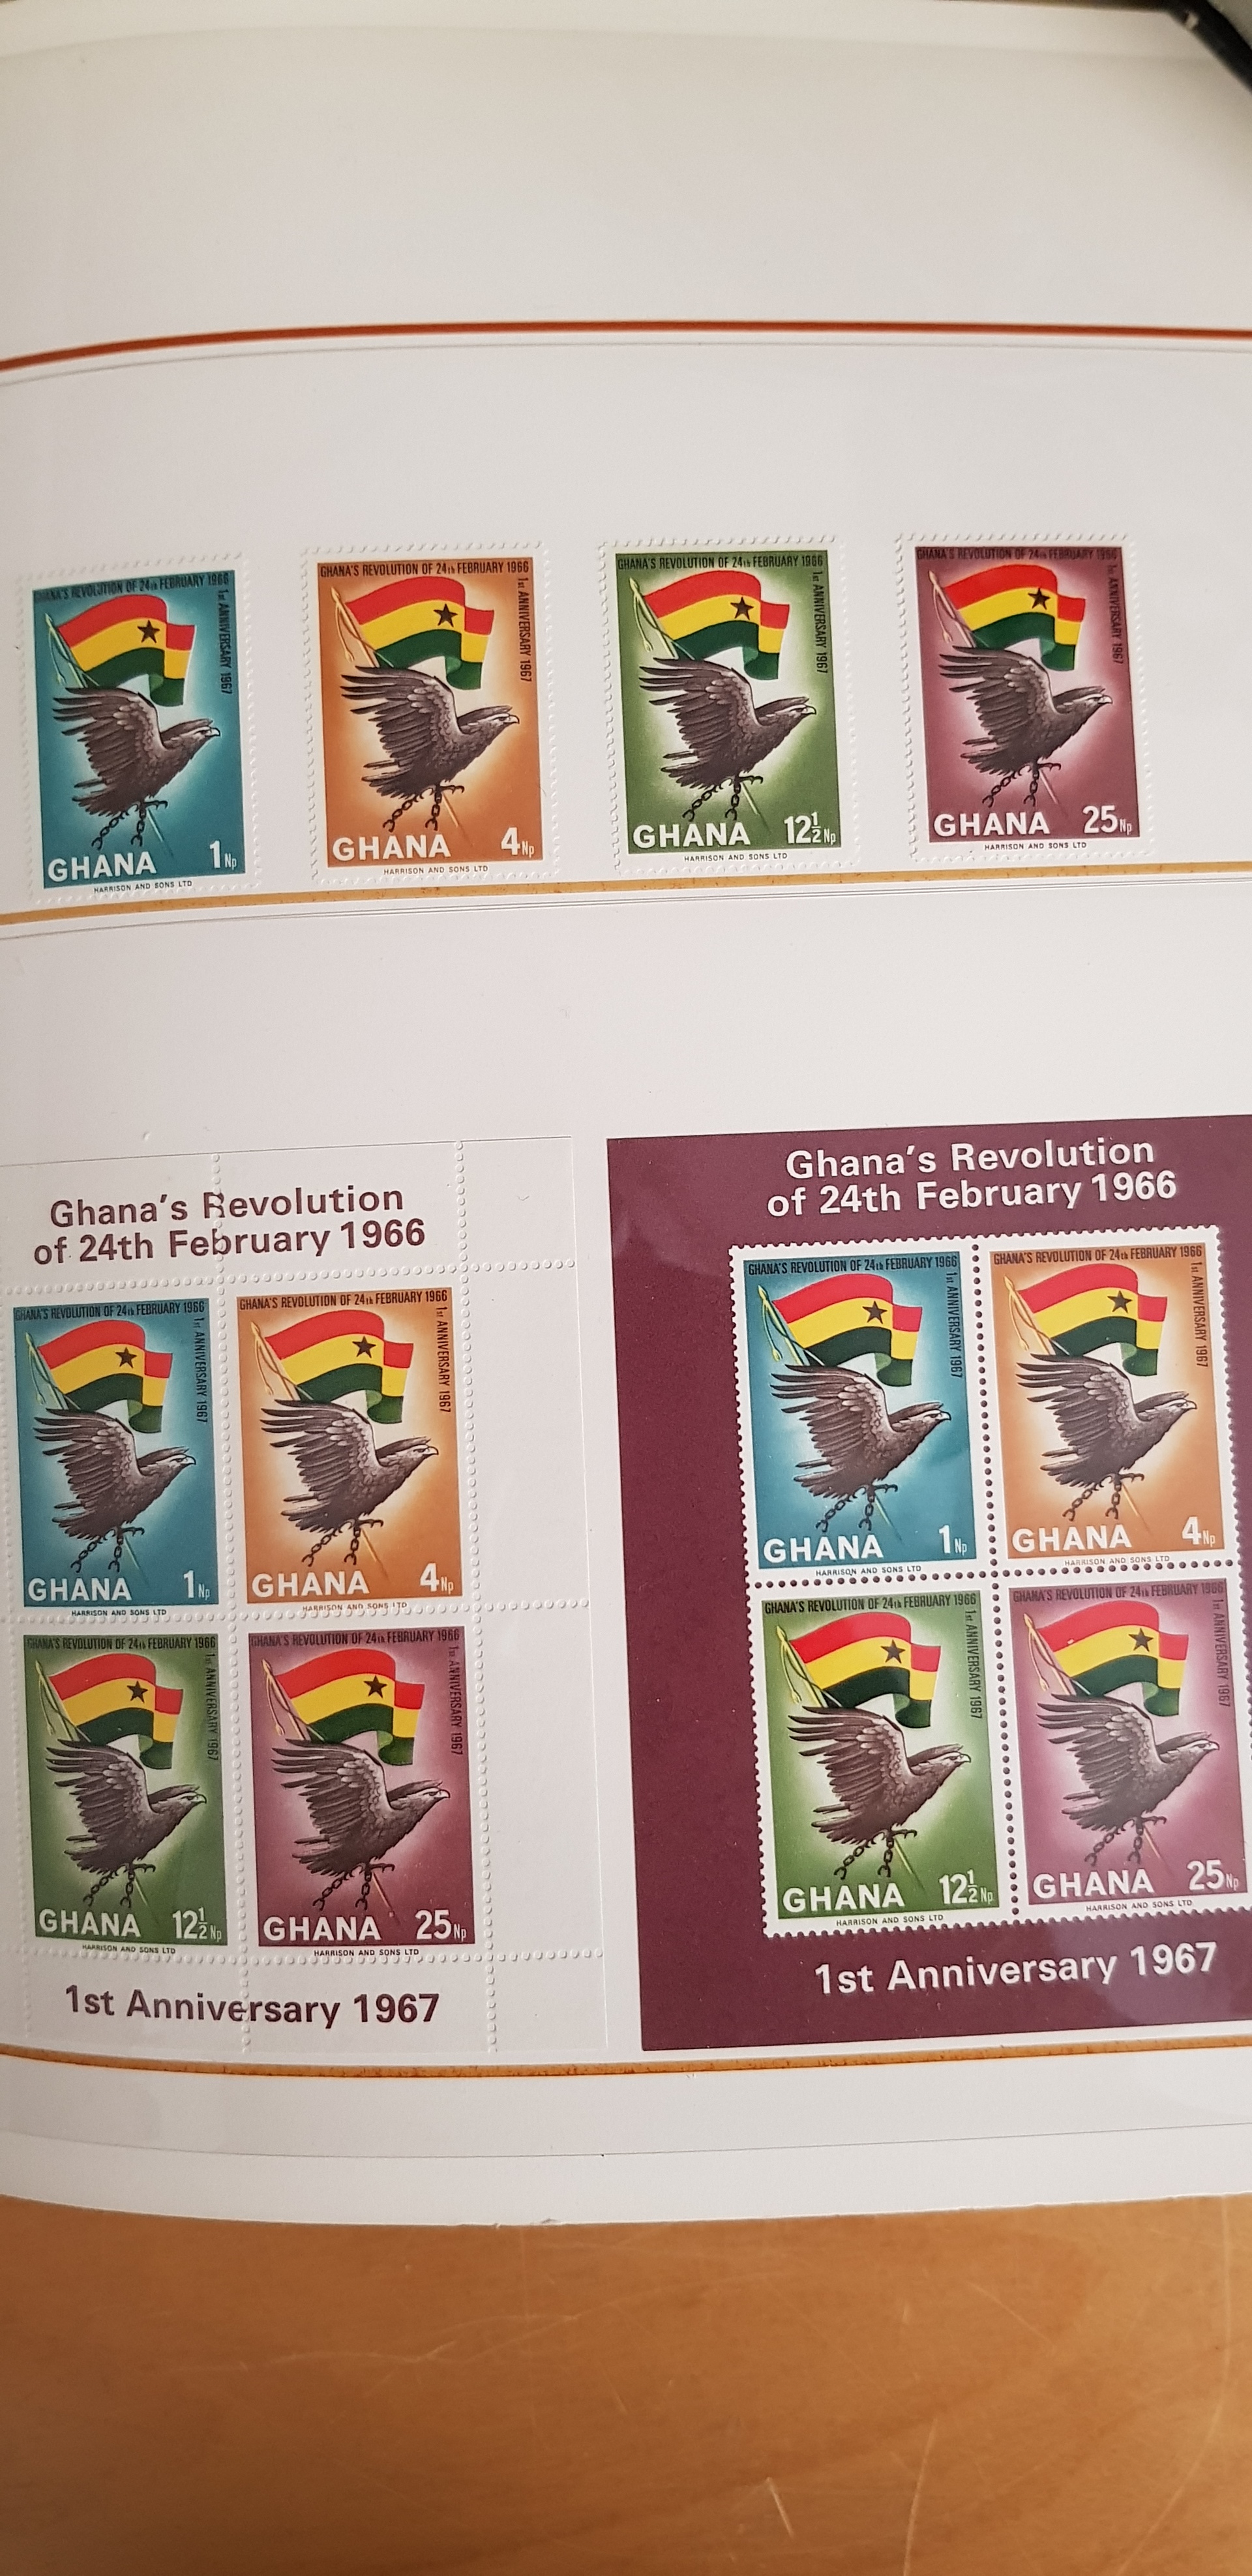 GHANA'S REVOLUTION OF 24th FEBRUARY 1966
1st ANNIVERSARY 1967
GHANA 1Np
HARRISON AND SONS LTD
GHANA'S REVOLUTION OF 24th FEBRUARY 1966
1st ANNIVERSARY 1967
GHANA 4Np
HARRISON AND SONS LTD
GHANA'S REVOLUTION OF 24th FEBRUARY 1966
1st ANNIVERSARY 1967
GHANA 12½Np
HARRISON AND SONS LTD
GHANA'S REVOLUTION OF 24th FEBRUARY 1966
1st ANNIVERSARY 1967
GHANA 25Np
HARRISON AND SONS LTD
Ghana's Revolution
of 24th February 1966
GHANA'S REVOLUTION OF 24th FEBRUARY 1966
1st ANNIVERSARY 1967
GHANA 1Np
HARRISON AND SONS LTD
GHANA'S REVOLUTION OF 24th FEBRUARY 1966
1st ANNIVERSARY 1967
GHANA 4Np
HARRISON AND SONS LTD
GHANA'S REVOLUTION OF 24th FEBRUARY 1966
1st ANNIVERSARY 1967
GHANA 12½Np
HARRISON AND SONS LTD
GHANA'S REVOLUTION OF 24th FEBRUARY 1966
1st ANNIVERSARY 1967
GHANA 25Np
HARRISON AND SONS LTD
1st Anniversary 1967
Ghana's Revolution
of 24th February 1966
GHANA'S REVOLUTION OF 24th FEBRUARY 1966
1st ANNIVERSARY 1967
GHANA 1Np
HARRISON AND SONS LTD
GHANA'S REVOLUTION OF 24th FEBRUARY 1966
1st ANNIVERSARY 1967
GHANA 4Np
HARRISON AND SONS LTD
GHANA'S REVOLUTION OF 24th FEBRUARY 1966
1st ANNIVERSARY 1967
GHANA 12½Np
HARRISON AND SONS LTD
GHANA'S REVOLUTION OF 24th FEBRUARY 1966
1st ANNIVERSARY 1967
GHANA 25Np
HARRISON AND SONS LTD
1st Anniversary 1967